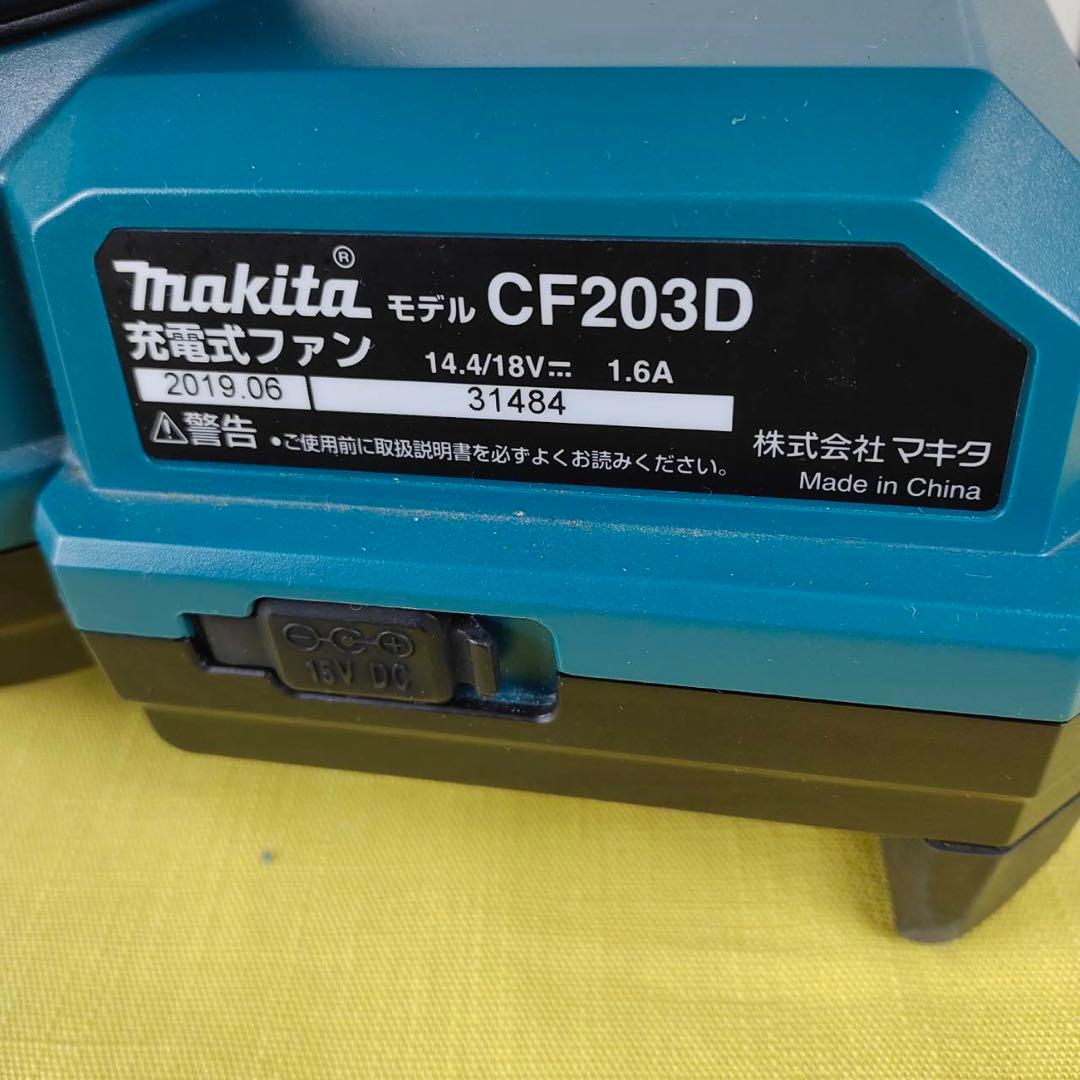 makita® モデル CF203D
充電式ファン 14.4/18V⎓ 1.6A
2019.06 31484
⚠警告 •ご使用前に取扱説明書を必ずよくお読みください。
株式会社 マキタ
Made in China
15V DC